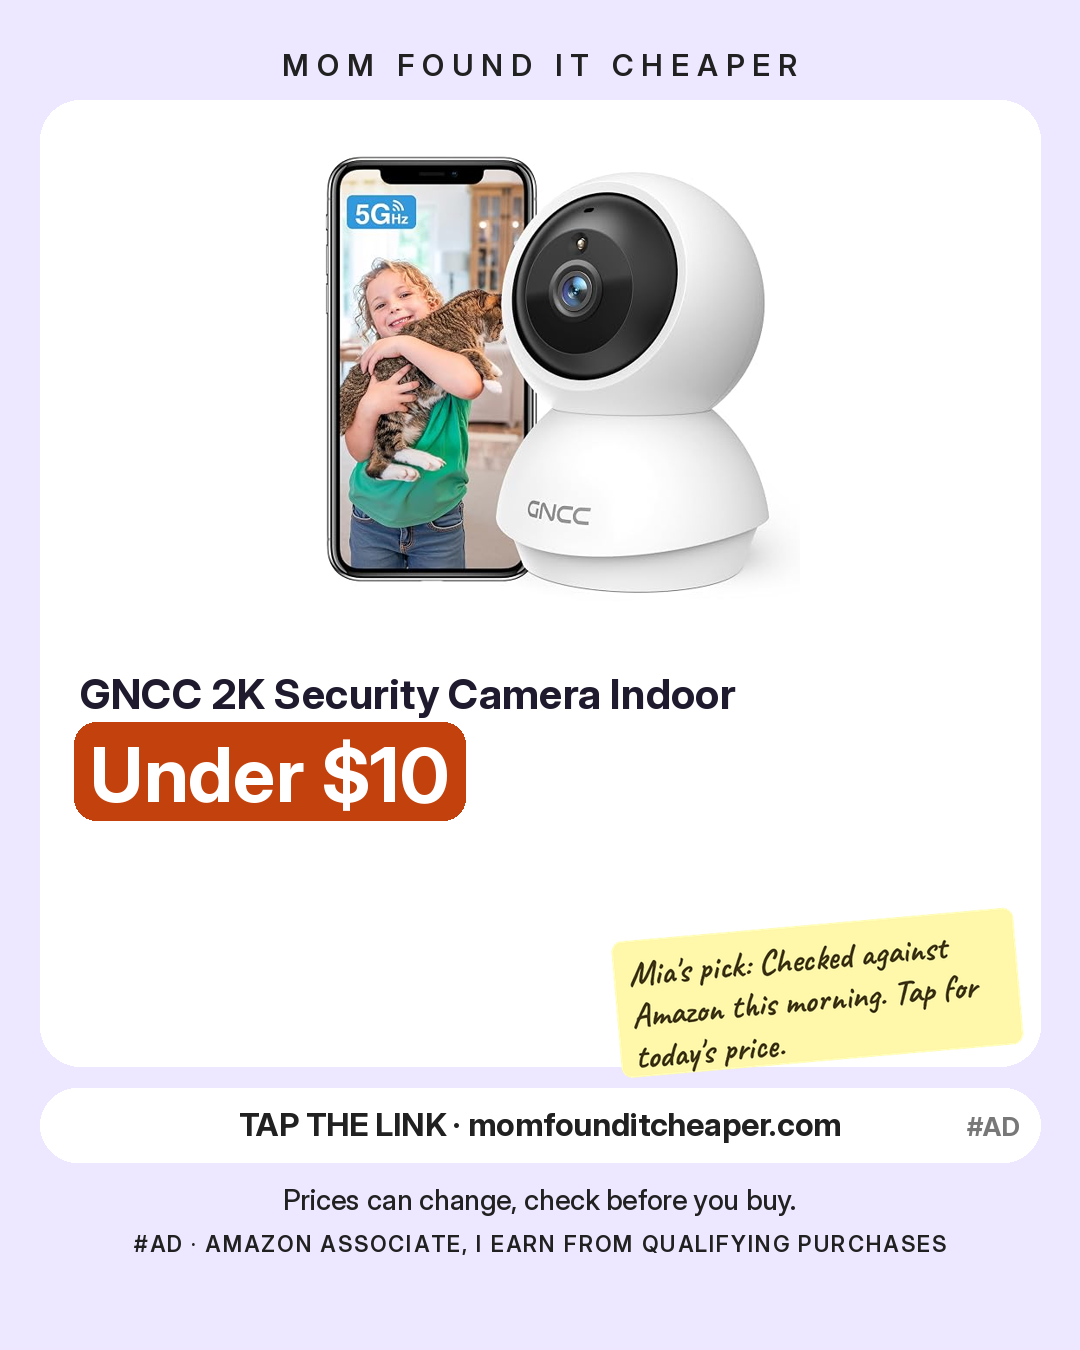 MOM FOUND IT CHEAPER
5GHz
GNCC
GNCC 2K Security Camera Indoor
Under $10
Mia's pick: Checked against
Amazon this morning. Tap for
today's price.
TAP THE LINK · momfounditcheaper.com
#AD
Prices can change, check before you buy.
#AD · AMAZON ASSOCIATE, I EARN FROM QUALIFYING PURCHASES